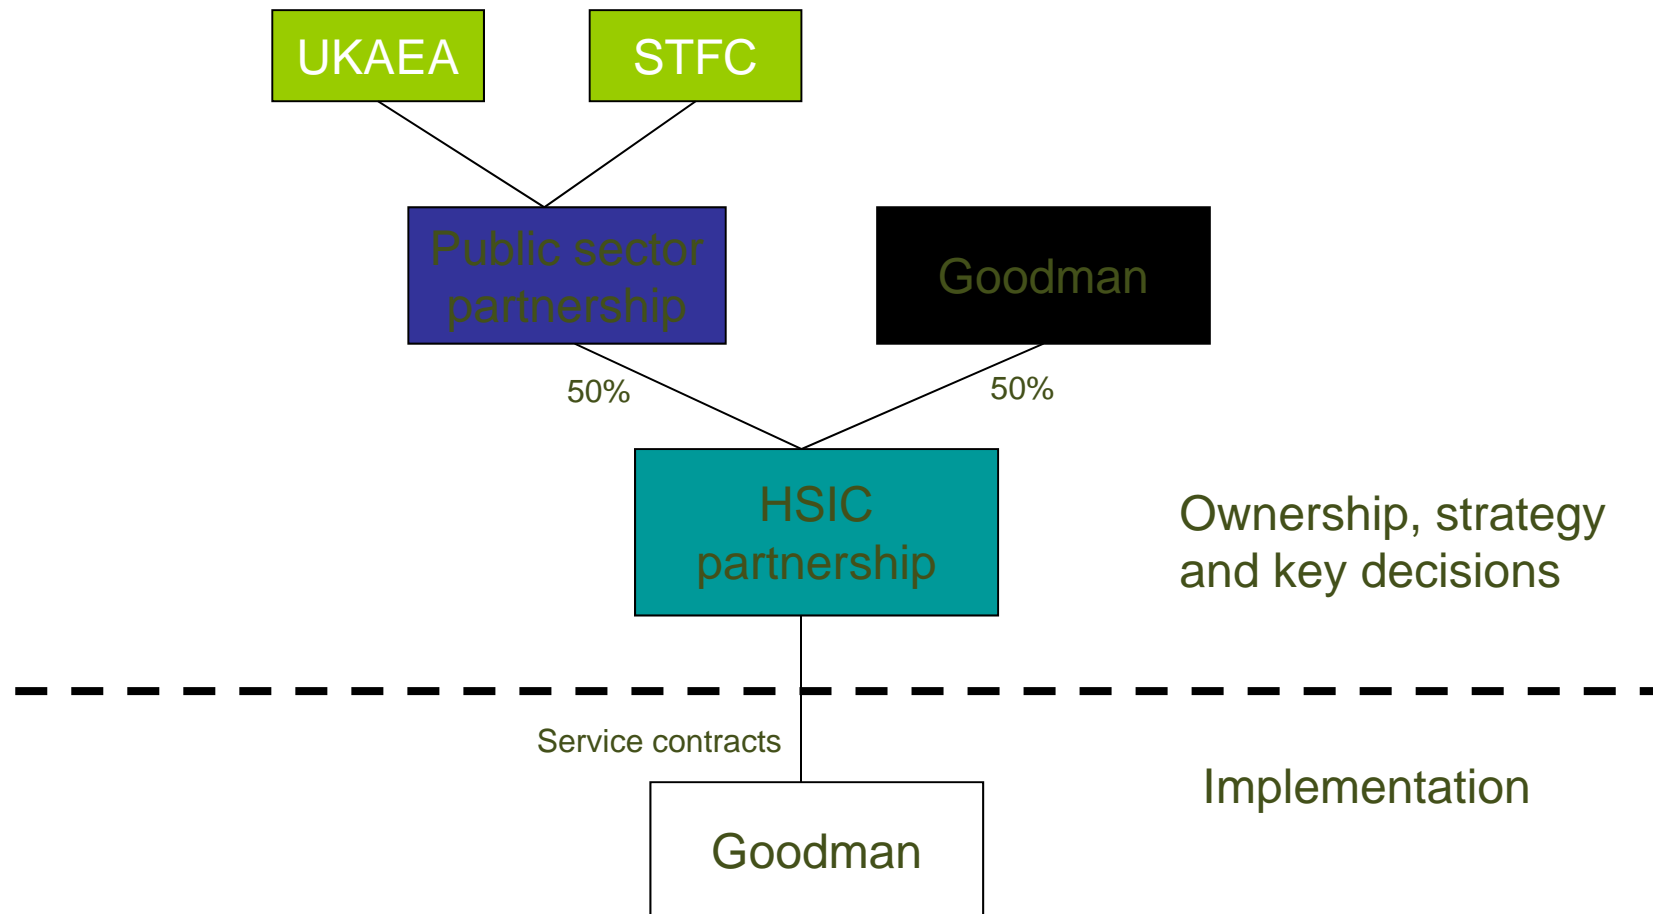 UKAEA
STFC
Public sector
partnership
Goodman
50%
50%
HSIC
partnership
Ownership, strategy
and key decisions
Service contracts
Implementation
Goodman